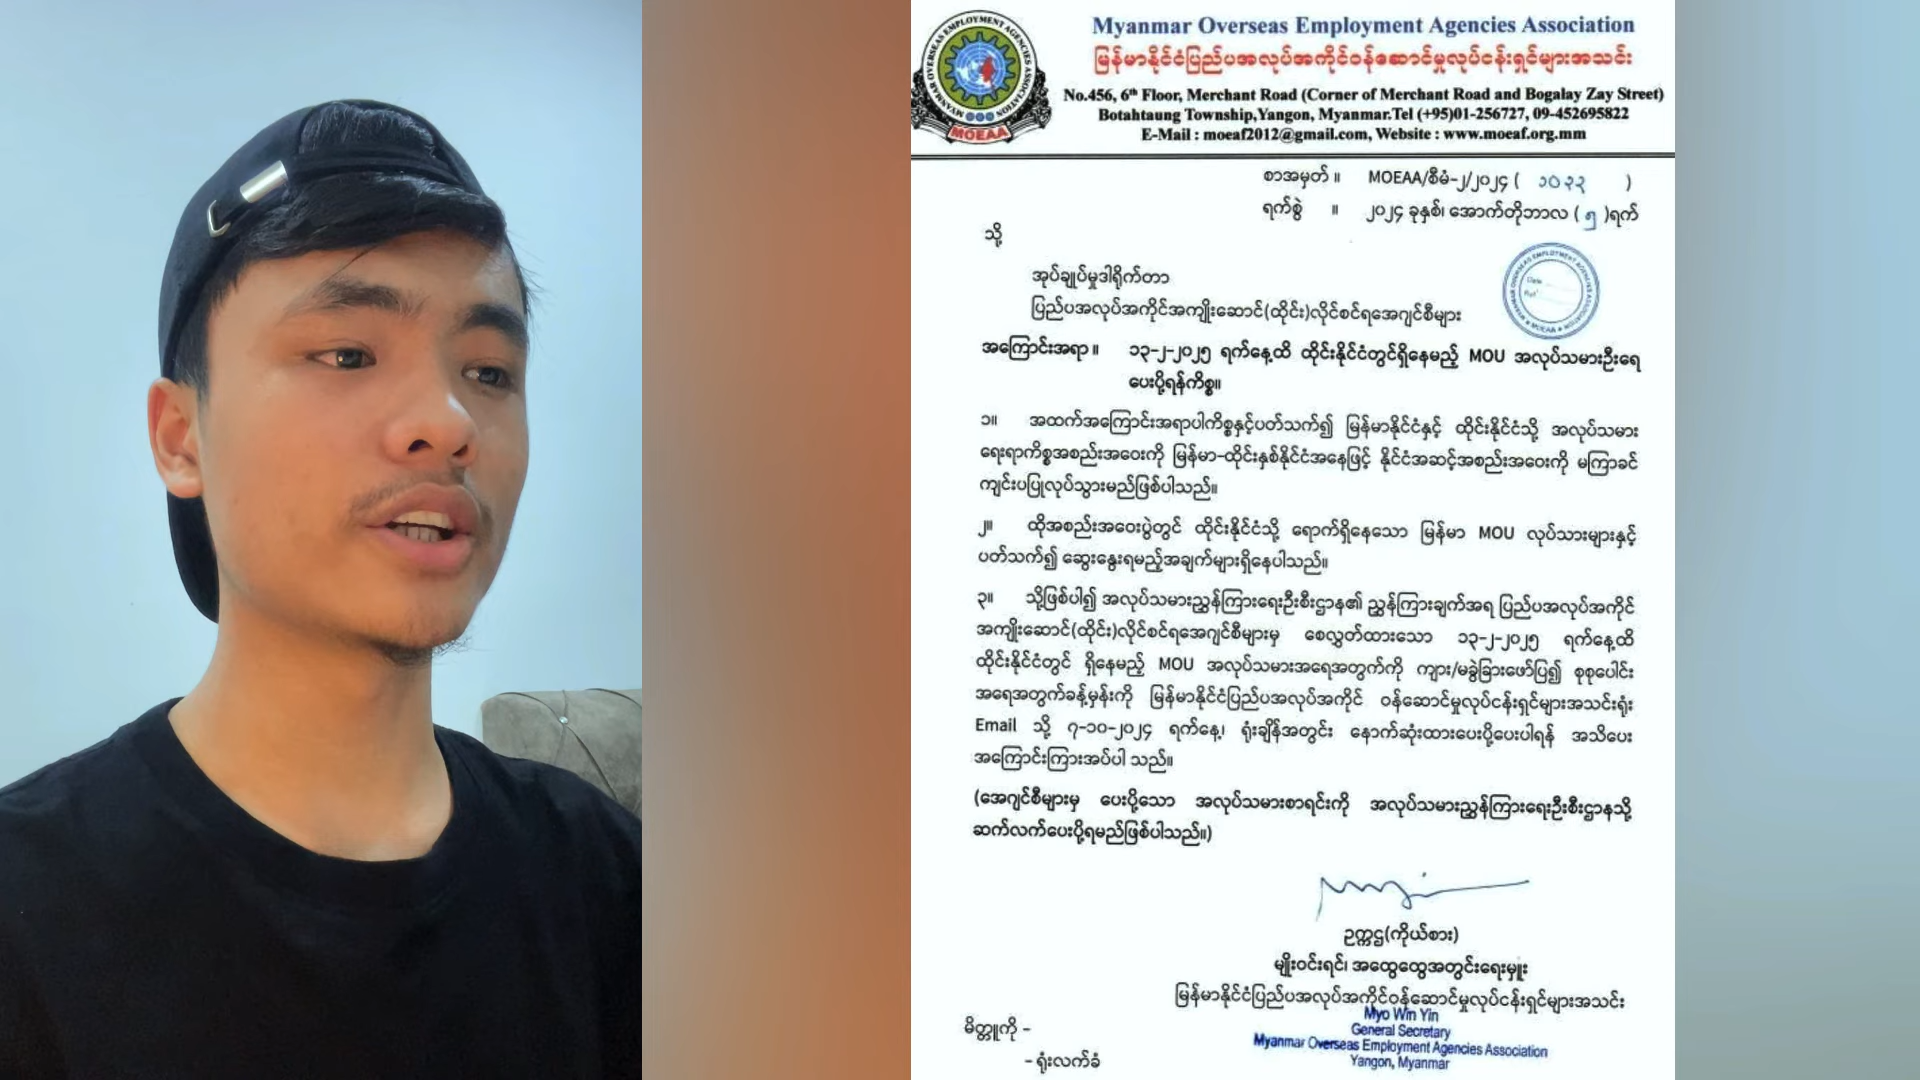 MYANMAR OVERSEAS EMPLOYMENT AGENCIES ASSOCIATION
MOEAA
Myanmar Overseas Employment Agencies Association
မြန်မာနိုင်ငံပြည်ပအလုပ်အကိုင်ဝန်ဆောင်မှုလုပ်ငန်းရှင်များအသင်း
No.456, 6th Floor, Merchant Road (Corner of Merchant Road and Bogalay Zay Street)
Botahtaung Township,Yangon, Myanmar.Tel (+95)01-256727, 09-452695822
E-Mail : moeaf2012@gmail.com, Website : www.moeaf.org.mm
စာအမှတ် ။ MOEAA/စီမံ-၂/၂၀၂၄ ( ၁၀၃၃ )
ရက်စွဲ ။ ၂၀၂၄ ခုနှစ်၊ အောက်တိုဘာလ ( ၅ )ရက်
သို့
MYANMAR OVERSEAS EMPLOYMENT AGENCIES ASSOCIATION
Date
Ref
MOEAA
အုပ်ချုပ်မှုဒါရိုက်တာ
ပြည်ပအလုပ်အကိုင်အကျိုးဆောင်(ထိုင်း)လိုင်စင်ရအေဂျင်စီများ
အကြောင်းအရာ ။ ၁၃-၂-၂၀၂၅ ရက်နေ့ထိ ထိုင်းနိုင်ငံတွင်ရှိနေမည့် MOU အလုပ်သမားဦးရေ
ပေးပို့ရန်ကိစ္စ။
၁။ အထက်အကြောင်းအရာပါကိစ္စနှင့်ပတ်သက်၍ မြန်မာနိုင်ငံနှင့် ထိုင်းနိုင်ငံသို့ အလုပ်သမား
ရေးရာကိစ္စအစည်းအဝေးကို မြန်မာ-ထိုင်းနှစ်နိုင်ငံအနေဖြင့် နိုင်ငံအဆင့်အစည်းအဝေးကို မကြာခင်
ကျင်းပပြုလုပ်သွားမည်ဖြစ်ပါသည်။
၂။ ထိုအစည်းအဝေးပွဲတွင် ထိုင်းနိုင်ငံသို့ ရောက်ရှိနေသော မြန်မာ MOU လုပ်သားများနှင့်
ပတ်သက်၍ ဆွေးနွေးရမည့်အချက်များရှိနေပါသည်။
၃။ သို့ဖြစ်ပါ၍ အလုပ်သမားညွှန်ကြားရေးဦးစီးဌာန၏ ညွှန်ကြားချက်အရ ပြည်ပအလုပ်အကိုင်
အကျိုးဆောင်(ထိုင်း)လိုင်စင်ရအေဂျင်စီများမှ စေလွှတ်ထားသော ၁၃-၂-၂၀၂၅ ရက်နေ့ထိ
ထိုင်းနိုင်ငံတွင် ရှိနေမည့် MOU အလုပ်သမားအရေအတွက်ကို ကျား/မခွဲခြားဖော်ပြ၍ စုစုပေါင်း
အရေအတွက်ခန့်မှန်းကို မြန်မာနိုင်ငံပြည်ပအလုပ်အကိုင် ဝန်ဆောင်မှုလုပ်ငန်းရှင်များအသင်းရုံး
Email သို့ ၇-၁၀-၂၀၂၄ ရက်နေ့၊ ရုံးချိန်အတွင်း နောက်ဆုံးထားပေးပို့ပေးပါရန် အသိပေး
အကြောင်းကြားအပ်ပါ သည်။
(အေဂျင်စီများမှ ပေးပို့သော အလုပ်သမားစာရင်းကို အလုပ်သမားညွှန်ကြားရေးဦးစီးဌာနသို့
ဆက်လက်ပေးပို့ရမည်ဖြစ်ပါသည်။)
ဥက္ကဌ(ကိုယ်စား)
မျိုးဝင်းရင်၊ အထွေထွေအတွင်းရေးမှူး
မြန်မာနိုင်ငံပြည်ပအလုပ်အကိုင်ဝန်ဆောင်မှုလုပ်ငန်းရှင်များအသင်း
Myo Win Yin
General Secretary
Myanmar Overseas Employment Agencies Association
Yangon, Myanmar
မိတ္တူကို -
- ရုံးလက်ခံ